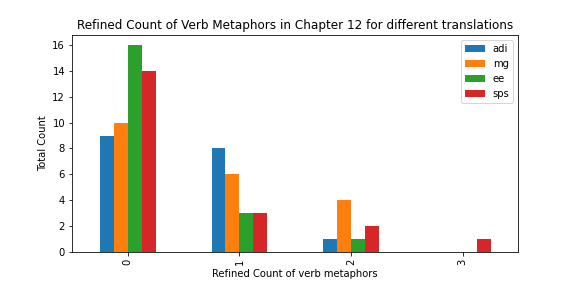 Refined Count of Verb Metaphors in Chapter 12 for different translations
adi
mg
ee
sps
16
14
12
10
8
6
4
2
0
Total Count
0
1
2
3
Refined Count of verb metaphors